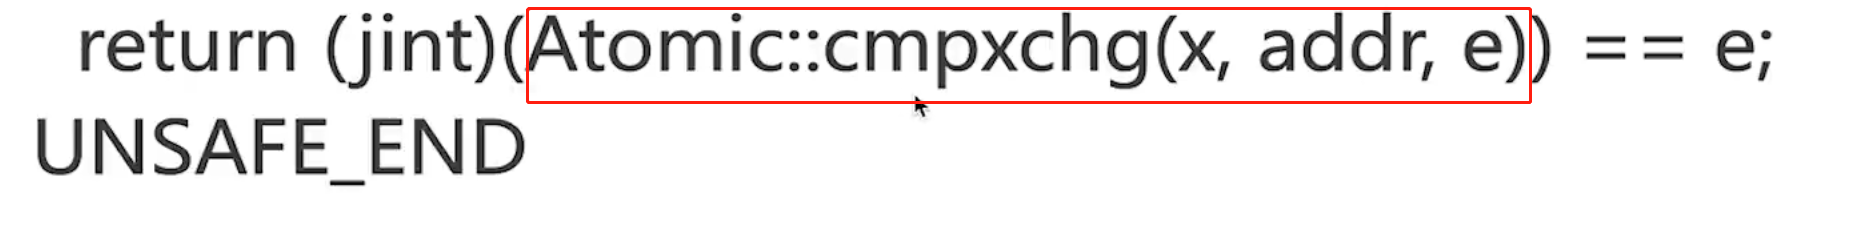 return (jint)(Atomic::cmpxchg(x, addr, e)) == e;
UNSAFE_END